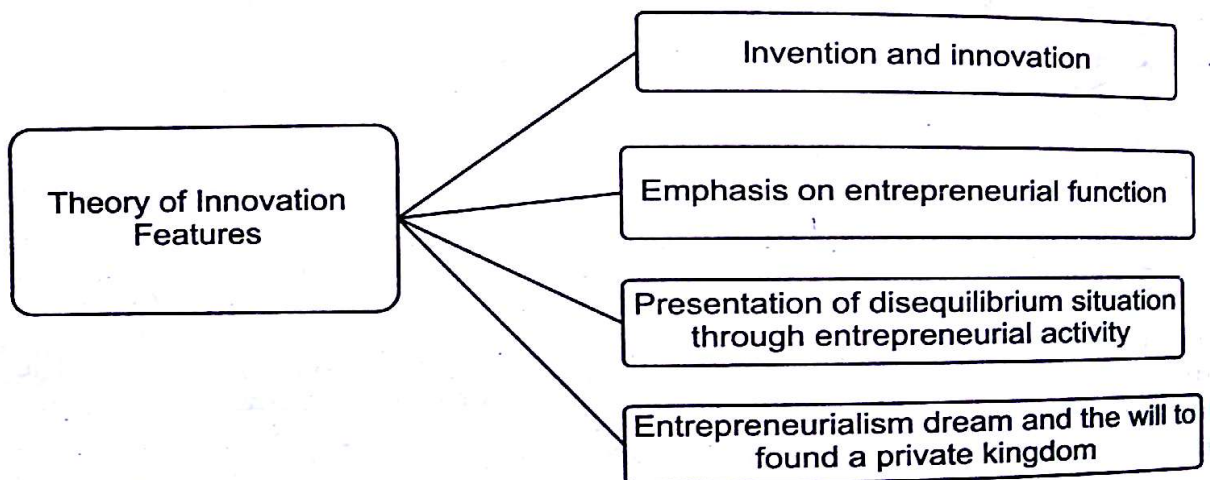 Theory of Innovation
Features
Invention and innovation
Emphasis on entrepreneurial function
Presentation of disequilibrium situation
through entrepreneurial activity
Entrepreneurialism dream and the will to
found a private kingdom